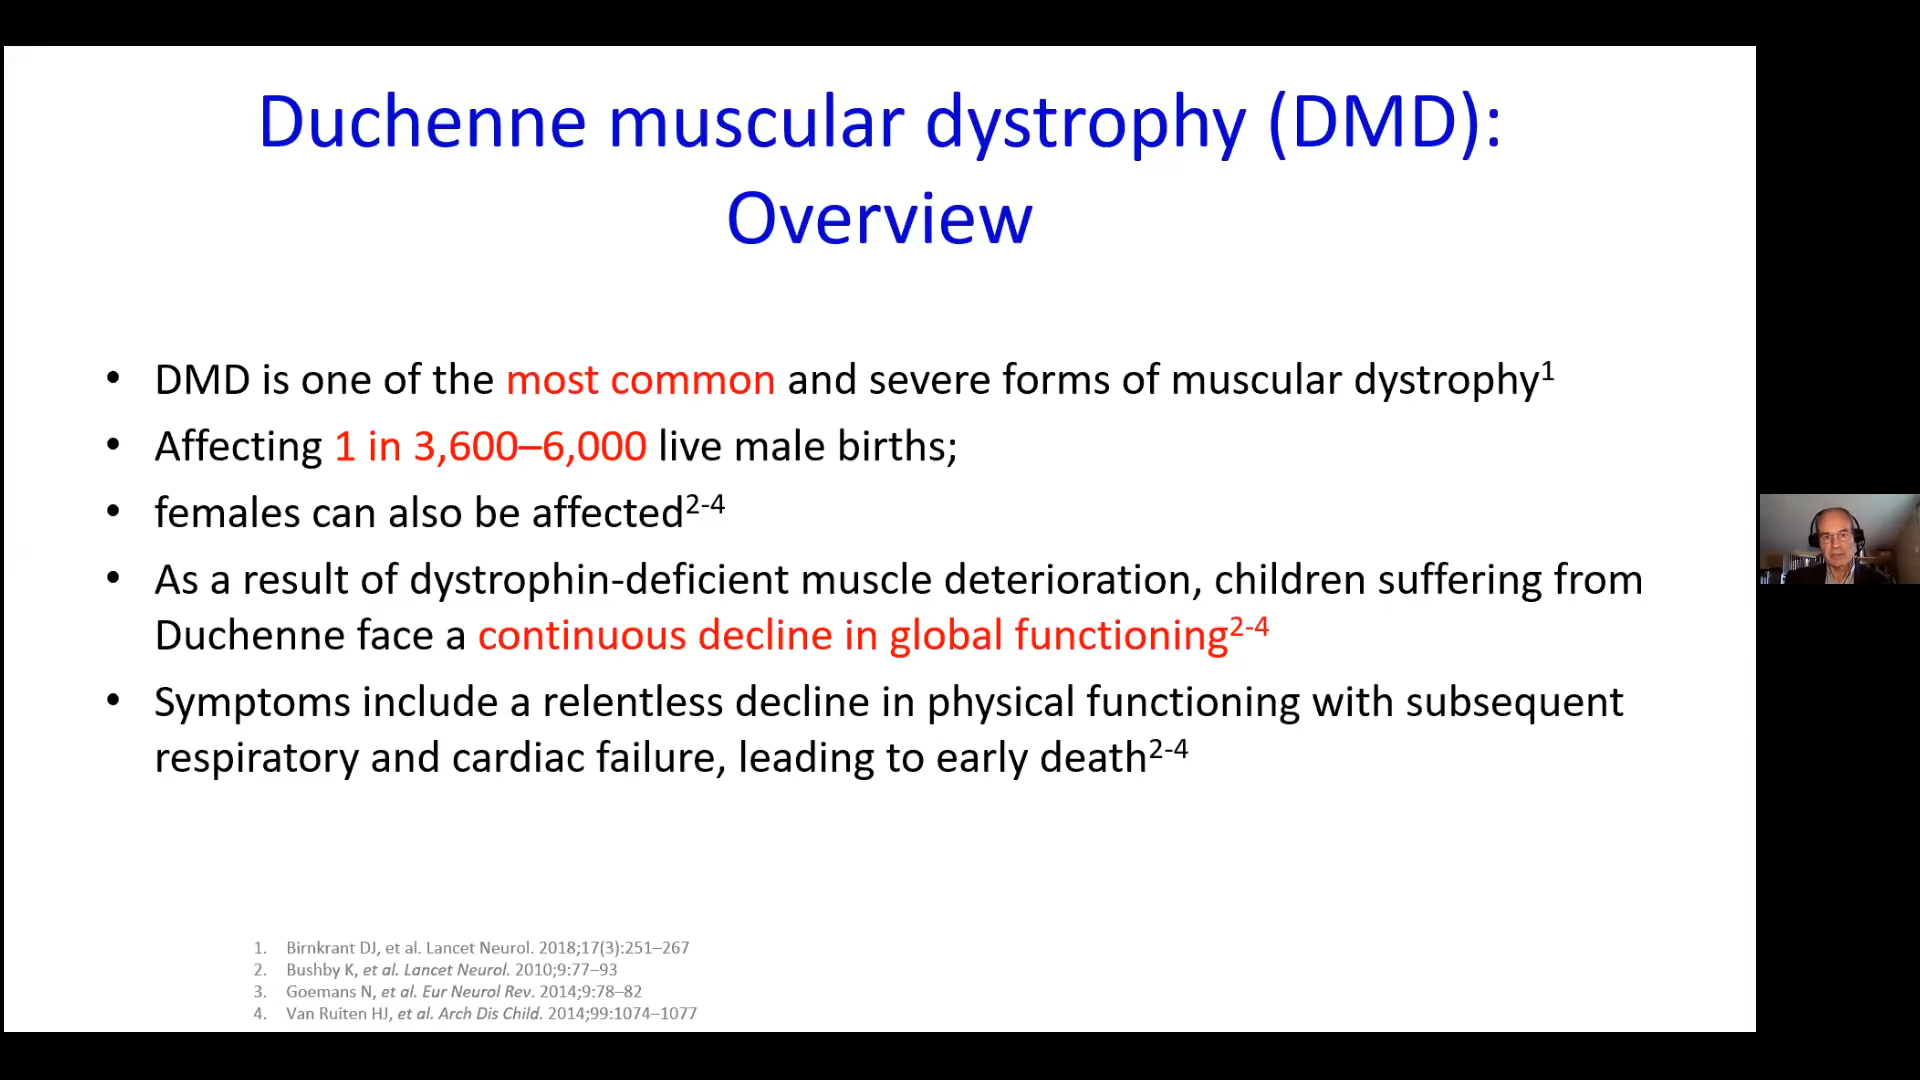 Duchenne muscular dystrophy (DMD):
Overview
• DMD is one of the most common and severe forms of muscular dystrophy1
• Affecting 1 in 3,600–6,000 live male births;
• females can also be affected2-4
• As a result of dystrophin-deficient muscle deterioration, children suffering from
Duchenne face a continuous decline in global functioning2-4
• Symptoms include a relentless decline in physical functioning with subsequent
respiratory and cardiac failure, leading to early death2-4
1. Birnkrant DJ, et al. Lancet Neurol. 2018;17(3):251–267
2. Bushby K, et al. Lancet Neurol. 2010;9:77–93
3. Goemans N, et al. Eur Neurol Rev. 2014;9:78–82
4. Van Ruiten HJ, et al. Arch Dis Child. 2014;99:1074–1077